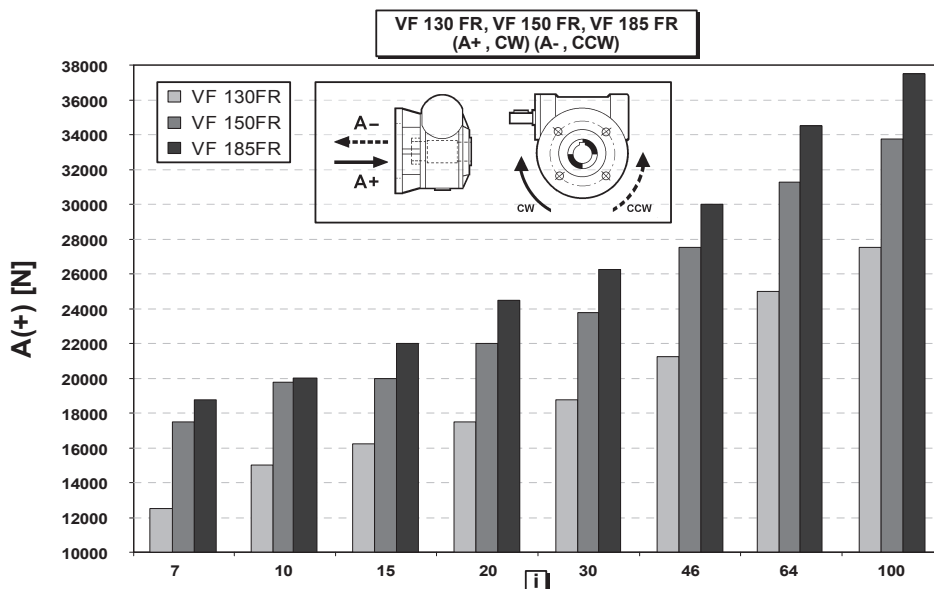 VF 130 FR, VF 150 FR, VF 185 FR
(A+ , CW) (A- , CCW)
A(+) [N]
38000
36000
34000
32000
30000
28000
26000
24000
22000
20000
18000
16000
14000
12000
10000
VF 130FR
VF 150FR
VF 185FR
A–
A+
CW
CCW
7 10 15 20 30 46 64 100
i